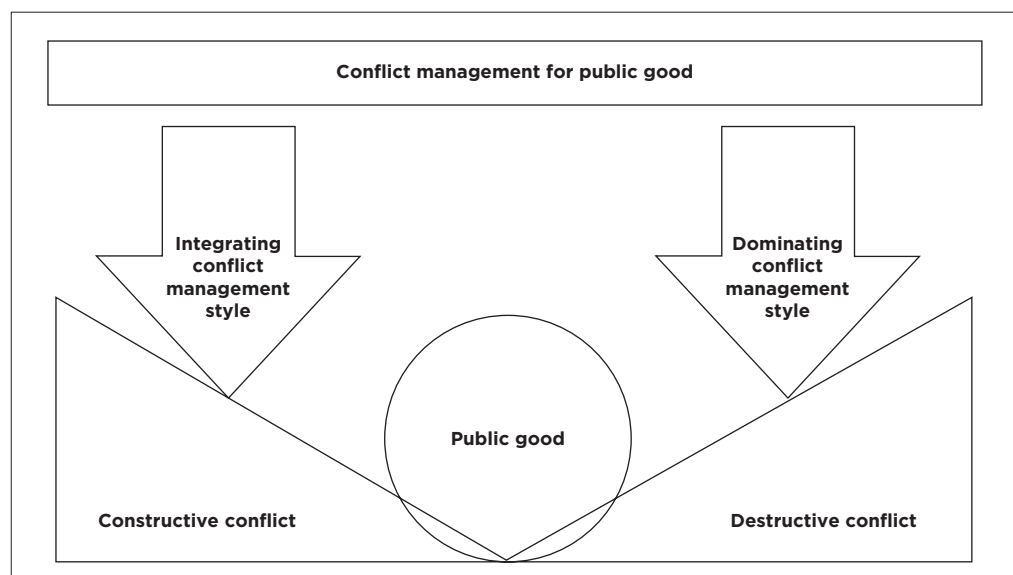 Conflict management for public good
Integrating
conflict
management
style
Dominating
conflict
management
style
Public good
Constructive conflict
Destructive conflict